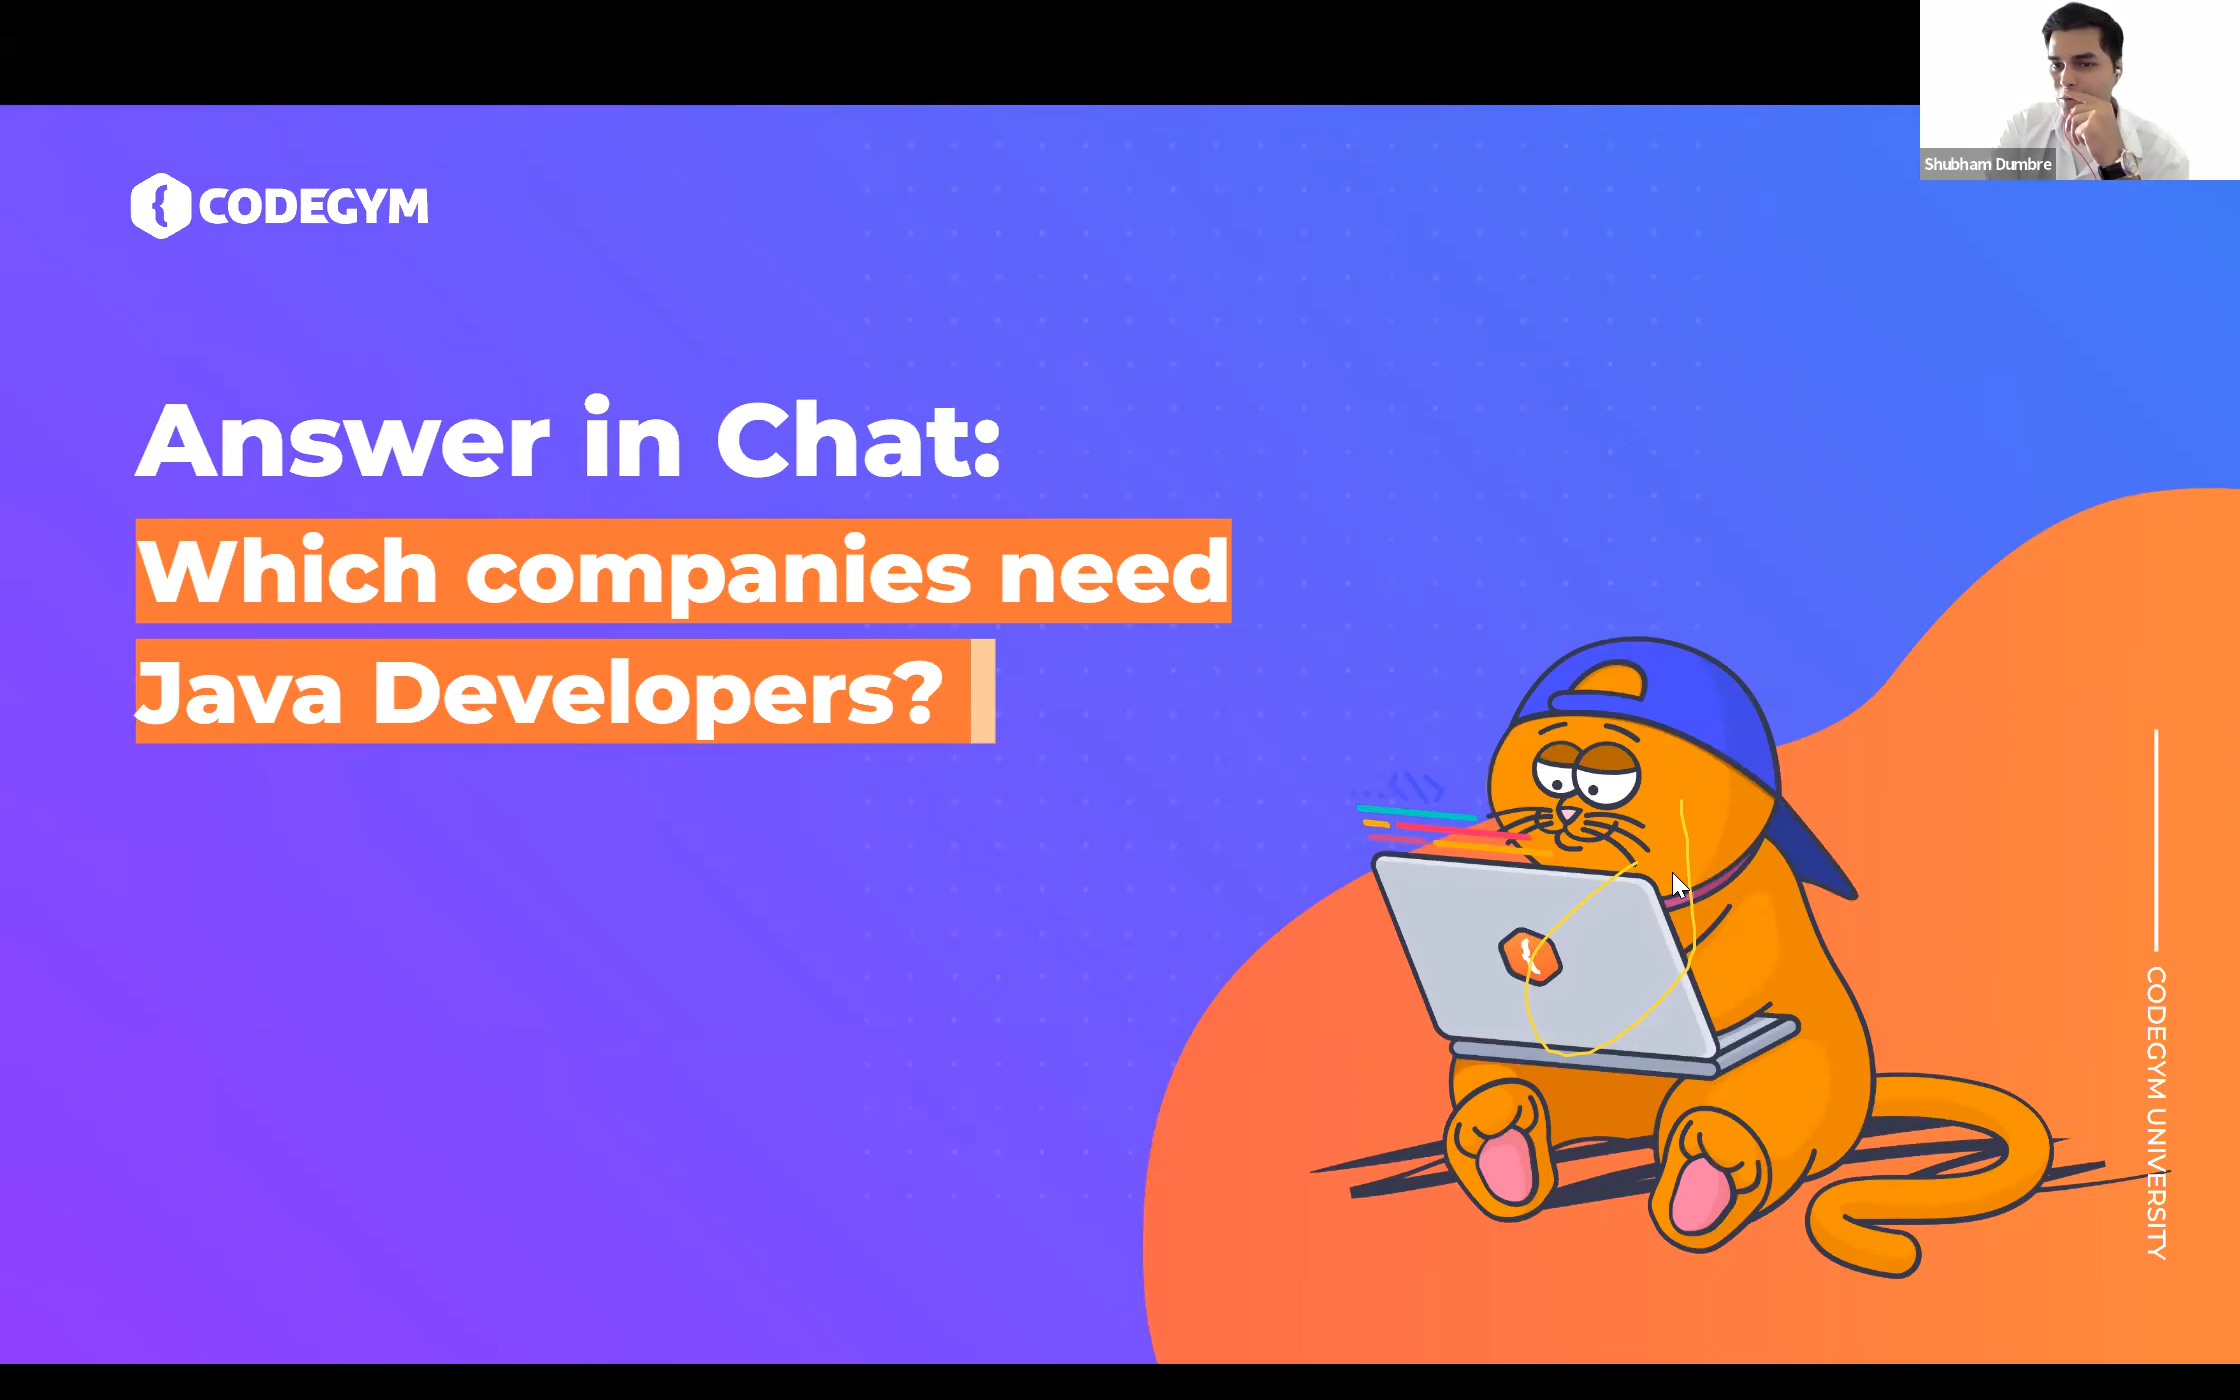 Shubham Dumbre
CODEGYM
Answer in Chat:
Which companies need
Java Developers?
CODEGYM UNIVERSITY